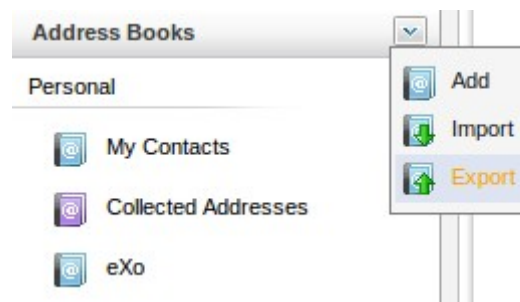 Address Books
Personal
My Contacts
Collected Addresses
eXo
Add
Import
Export